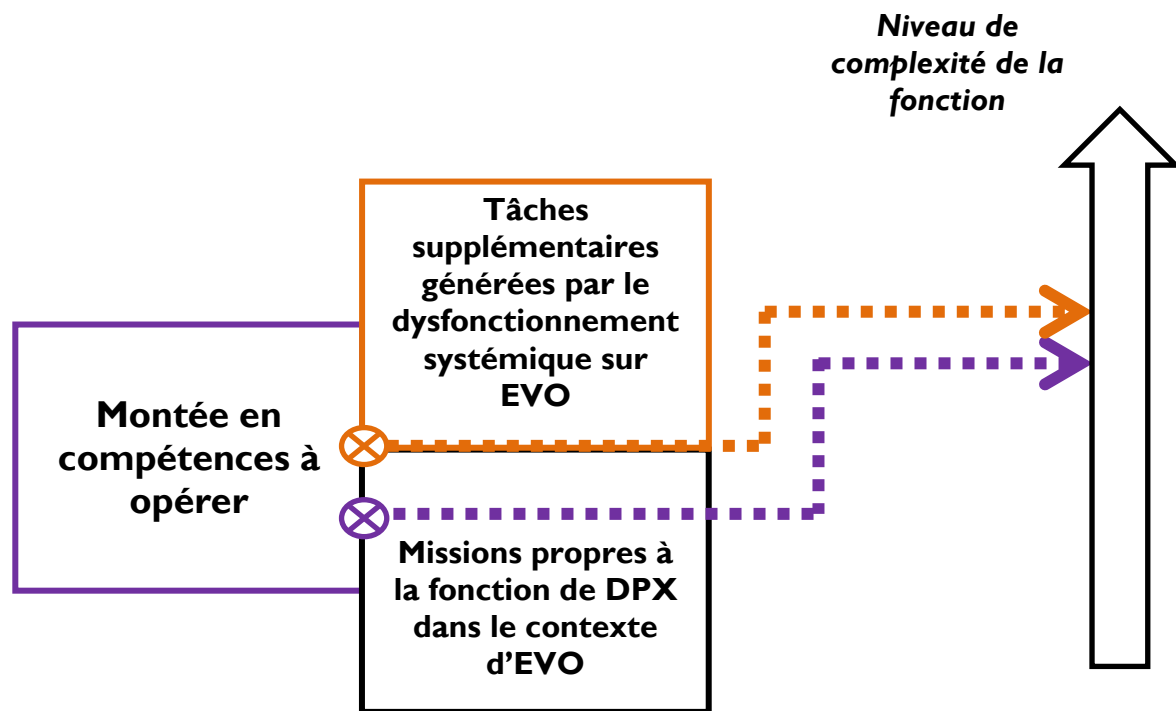 Niveau de
complexité de la
fonction
Tâches
supplémentaires
générées par le
dysfonctionnement
systémique sur
EVO
Montée en
compétences à
opérer
Missions propres à
la fonction de DPX
dans le contexte
d’EVO